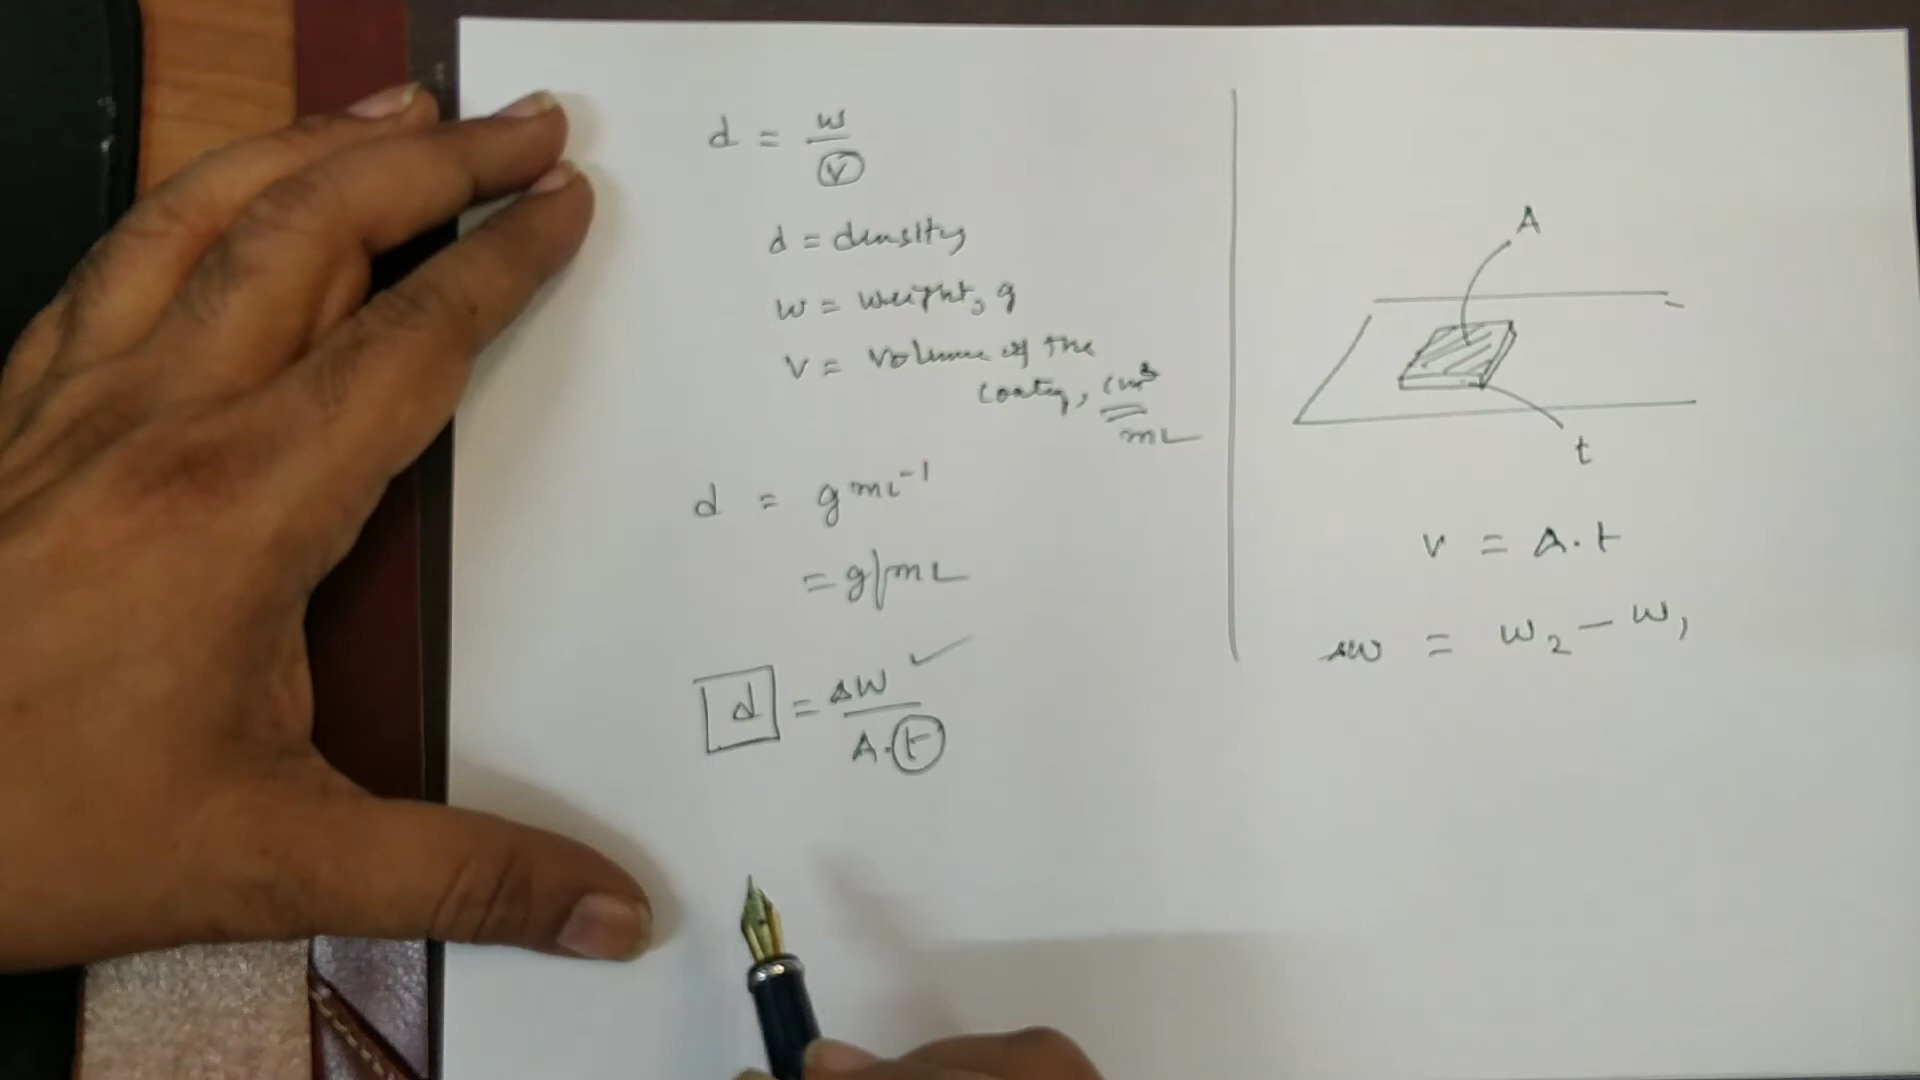 d = w/v
d = density
w = weight, g
v = volume of the
coating, cm³
mL
d = g mL⁻¹
= g/mL
d = Δw/A.t ✓
A
t
v = A.t
Δw = w₂ - w₁